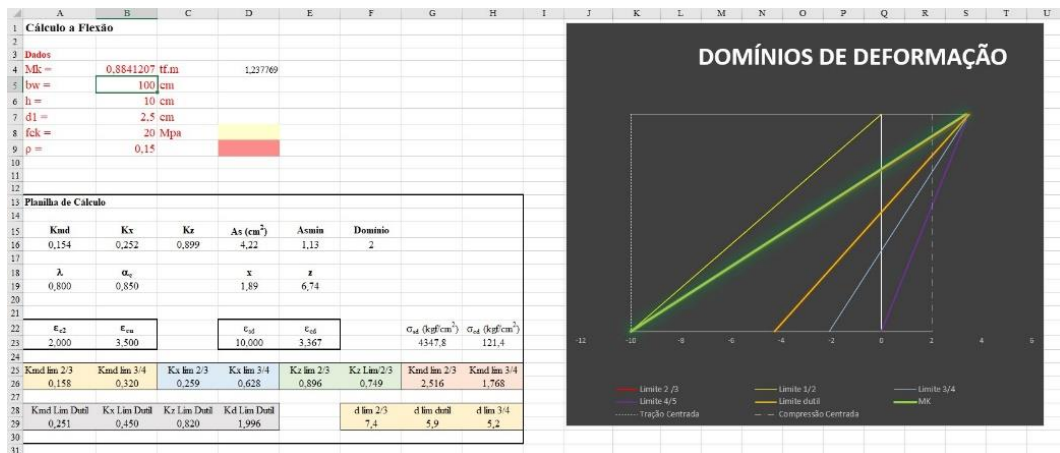 A B C D E F G H I J K L M N O P Q R S T U
1 Cálculo a Flexão
2
3 Dados
4 Mk = 0,8841207 tf.m 1,237769
5 bw = 100 cm
6 h = 10 cm
7 d1 = 2,5 cm
8 fck = 20 Mpa
9 ρ = 0,15
10
11
12
13 Planilha de Cálculo
14
15 Kmd Kx Kz As (cm²) Asmin Domínio
16 0,154 0,252 0,899 4,22 1,13 2
17
18 λ αc x z
19 0,800 0,850 1,89 6,74
20
21
22 εc2 εcu εsd εcd σsd (kgf/cm²) σcd (kgf/cm²)
23 2,000 3,500 10,000 3,367 4347,8 121,4
24
25 Kmd lim 2/3 Kmd lim 3/4 Kx lim 2/3 Kx lim 3/4 Kz lim 2/3 Kz Lim/2/3 Kmd lim 2/3 Kmd lim 3/4
26 0,158 0,320 0,259 0,628 0,896 0,749 2,516 1,768
27
28 Kmd Lim Dutil Kx Lim Dutil Kz Lim Dutil Kd Lim Dutil d lim 2/3 d lim dutil d lim 3/4
29 0,251 0,450 0,820 1,996 7,4 5,9 5,2
30
31
DOMÍNIOS DE DEFORMAÇÃO
-12 -10 -8 -6 -4 -2 0 2 4 6
Limite 2 /3 Limite 1/2 Limite 3/4
Limite 4/5 Limite dutil MK
Tração Centrada Compressão Centrada